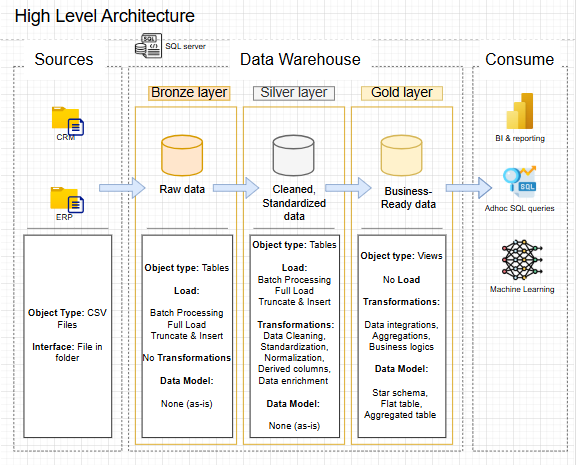 High Level Architecture
SQL
SQL server
Sources
Data Warehouse
Consume
Bronze layer
Silver layer
Gold layer
CRM
ERP
Raw data
Cleaned,
Standardized
data
Business-
Ready data
BI & reporting
SQL
Adhoc SQL queries
Machine Learning
Object Type: CSV
Files
Interface: File in
folder
Object type: Tables
Load:
Batch Processing
Full Load
Truncate & Insert
No Transformations
Data Model:
None (as-is)
Object type: Tables
Load:
Batch Processing
Full Load
Truncate & Insert
Transformations:
Data Cleaning,
Standardization,
Normalization,
Derived columns,
Data enrichment
Data Model:
None (as-is)
Object type: Views
No Load
Transformations:
Data integrations,
Aggregations,
Business logics
Data Model:
Star schema,
Flat table,
Aggregated table